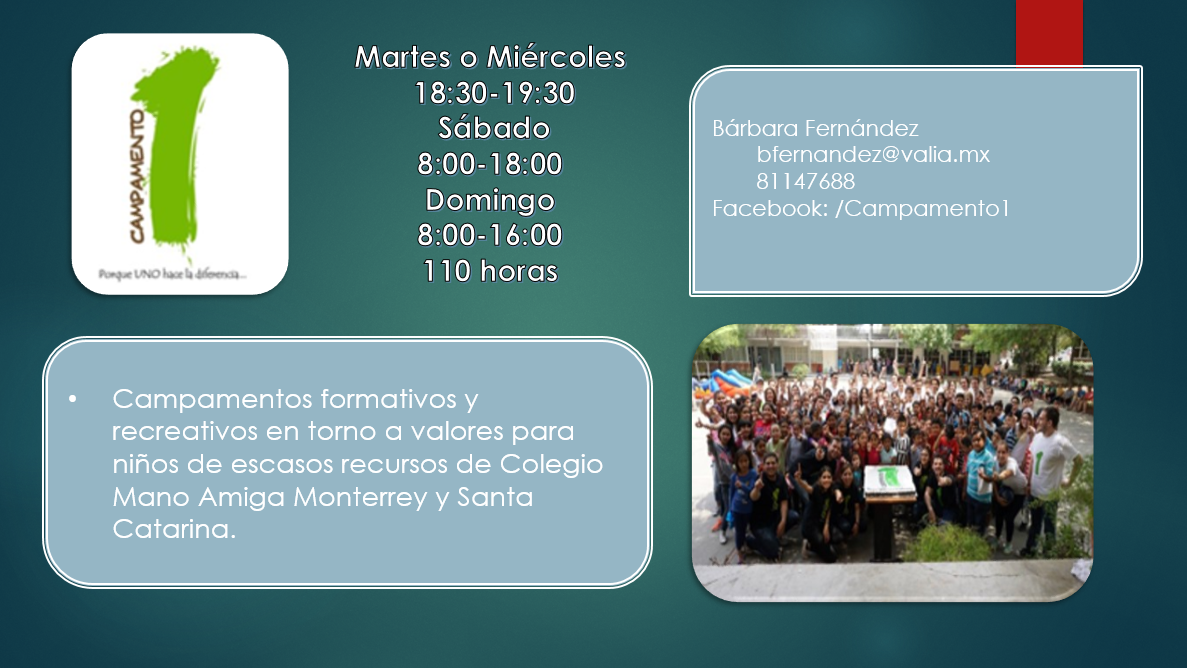 CAMPAMENTO
1
Porque UNO hace la diferencia...
Martes o Miércoles
18:30-19:30
Sábado
8:00-18:00
Domingo
8:00-16:00
110 horas
Bárbara Fernández
bfernandez@valia.mx
81147688
Facebook: /Campamento1
• Campamentos formativos y
recreativos en torno a valores para
niños de escasos recursos de Colegio
Mano Amiga Monterrey y Santa
Catarina.
1